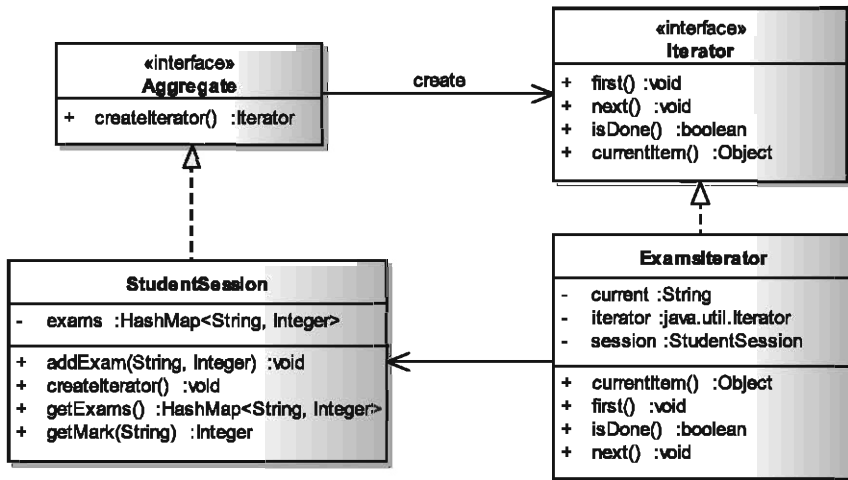 «interface»
Aggregate
+ createIterator() :Iterator
create
«interface»
Iterator
+ first() :void
+ next() :void
+ isDone() :boolean
+ currentItem() :Object
StudentSession
- exams :HashMap<String, Integer>
+ addExam(String, Integer) :void
+ createIterator() :void
+ getExams() :HashMap<String, Integer>
+ getMark(String) :Integer
ExamsIterator
- current :String
- iterator :java.util.Iterator
- session :StudentSession
+ currentItem() :Object
+ first() :void
+ isDone() :boolean
+ next() :void